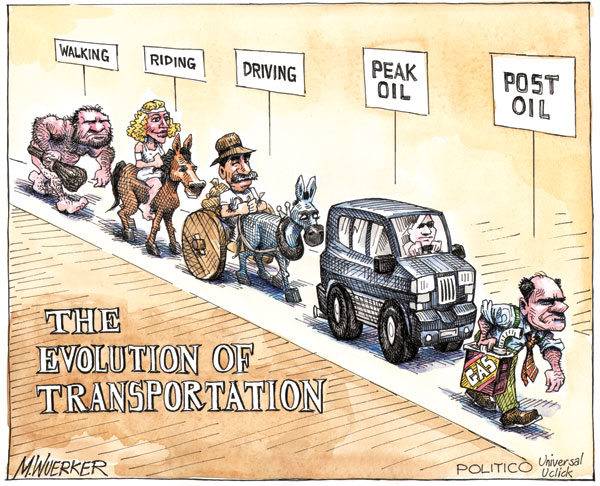 WALKING
RIDING
DRIVING
PEAK
OIL
POST
OIL
GAS
THE
EVOLUTION OF
TRANSPORTATION
M.WUERKER
POLITICO Universal
Uclick